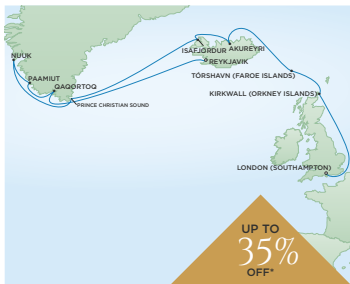 NUUK
PAAMIUT
QAQORTOQ
PRINCE CHRISTIAN SOUND
ISAFJORDUR
AKUREYRI
REYKJAVIK
TÓRSHAVN (FAROE ISLANDS)
KIRKWALL (ORKNEY ISLANDS)
LONDON (SOUTHAMPTON)
UP TO
35%
OFF*